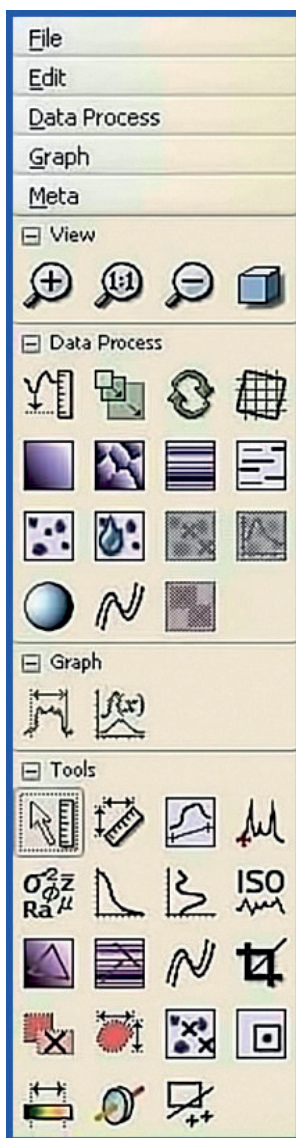 File
Edit
Data Process
Graph
Meta
View
1:1
Data Process
Graph
f(x)
Tools
σ² φ z̄
Ra μ
ISO